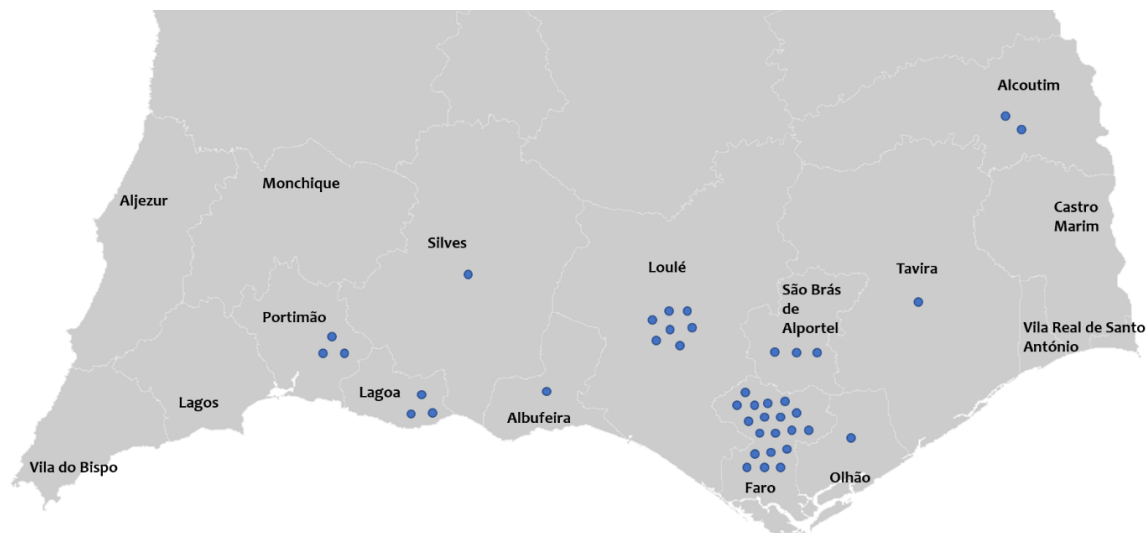 Alcoutim
Monchique
Aljezur
Castro
Marim
Silves
Loulé
Tavira
São Brás
de
Alportel
Portimão
Vila Real de Santo
António
Lagoa
Lagos
Albufeira
Vila do Bispo
Olhão
Faro